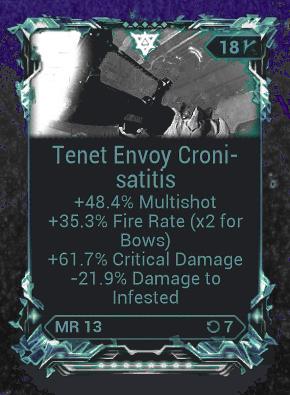 18
Tenet Envoy Croni-
satitis
+48.4% Multishot
+35.3% Fire Rate (x2 for
Bows)
+61.7% Critical Damage
-21.9% Damage to
Infested
MR 13
7